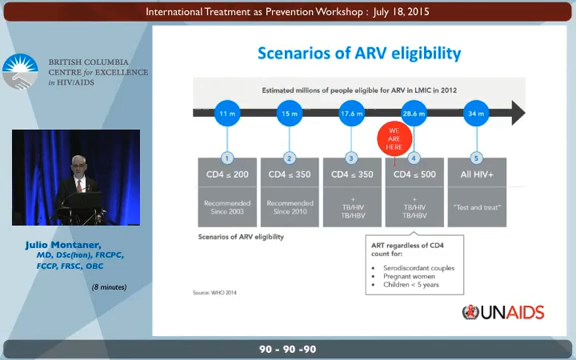 International Treatment as Prevention Workshop : July 18, 2015
BRITISH COLUMBIA
CENTRE for EXCELLENCE
in HIV/AIDS
Julio Montaner,
MD, DSc(hon), FRCPC,
FCCP, FRSC, OBC
(8 minutes)
Scenarios of ARV eligibility
Estimated millions of people eligible for ARV in LMIC in 2012
11 m
15 m
17.6 m
28.6 m
34 m
WE
ARE
HERE
1
2
3
4
5
CD4 ≤ 200
CD4 ≤ 350
CD4 ≤ 350
CD4 ≤ 500
All HIV+
Recommended
Since 2003
Recommended
Since 2010
+
TB/HIV
TB/HBV
+
TB/HIV
TB/HBV
"Test and treat"
Scenarios of ARV eligibility
ART regardless of CD4
count for:
• Serodiscordant couples
• Pregnant women
• Children < 5 years
Source: WHO 2014
UNAIDS
90 - 90 -90